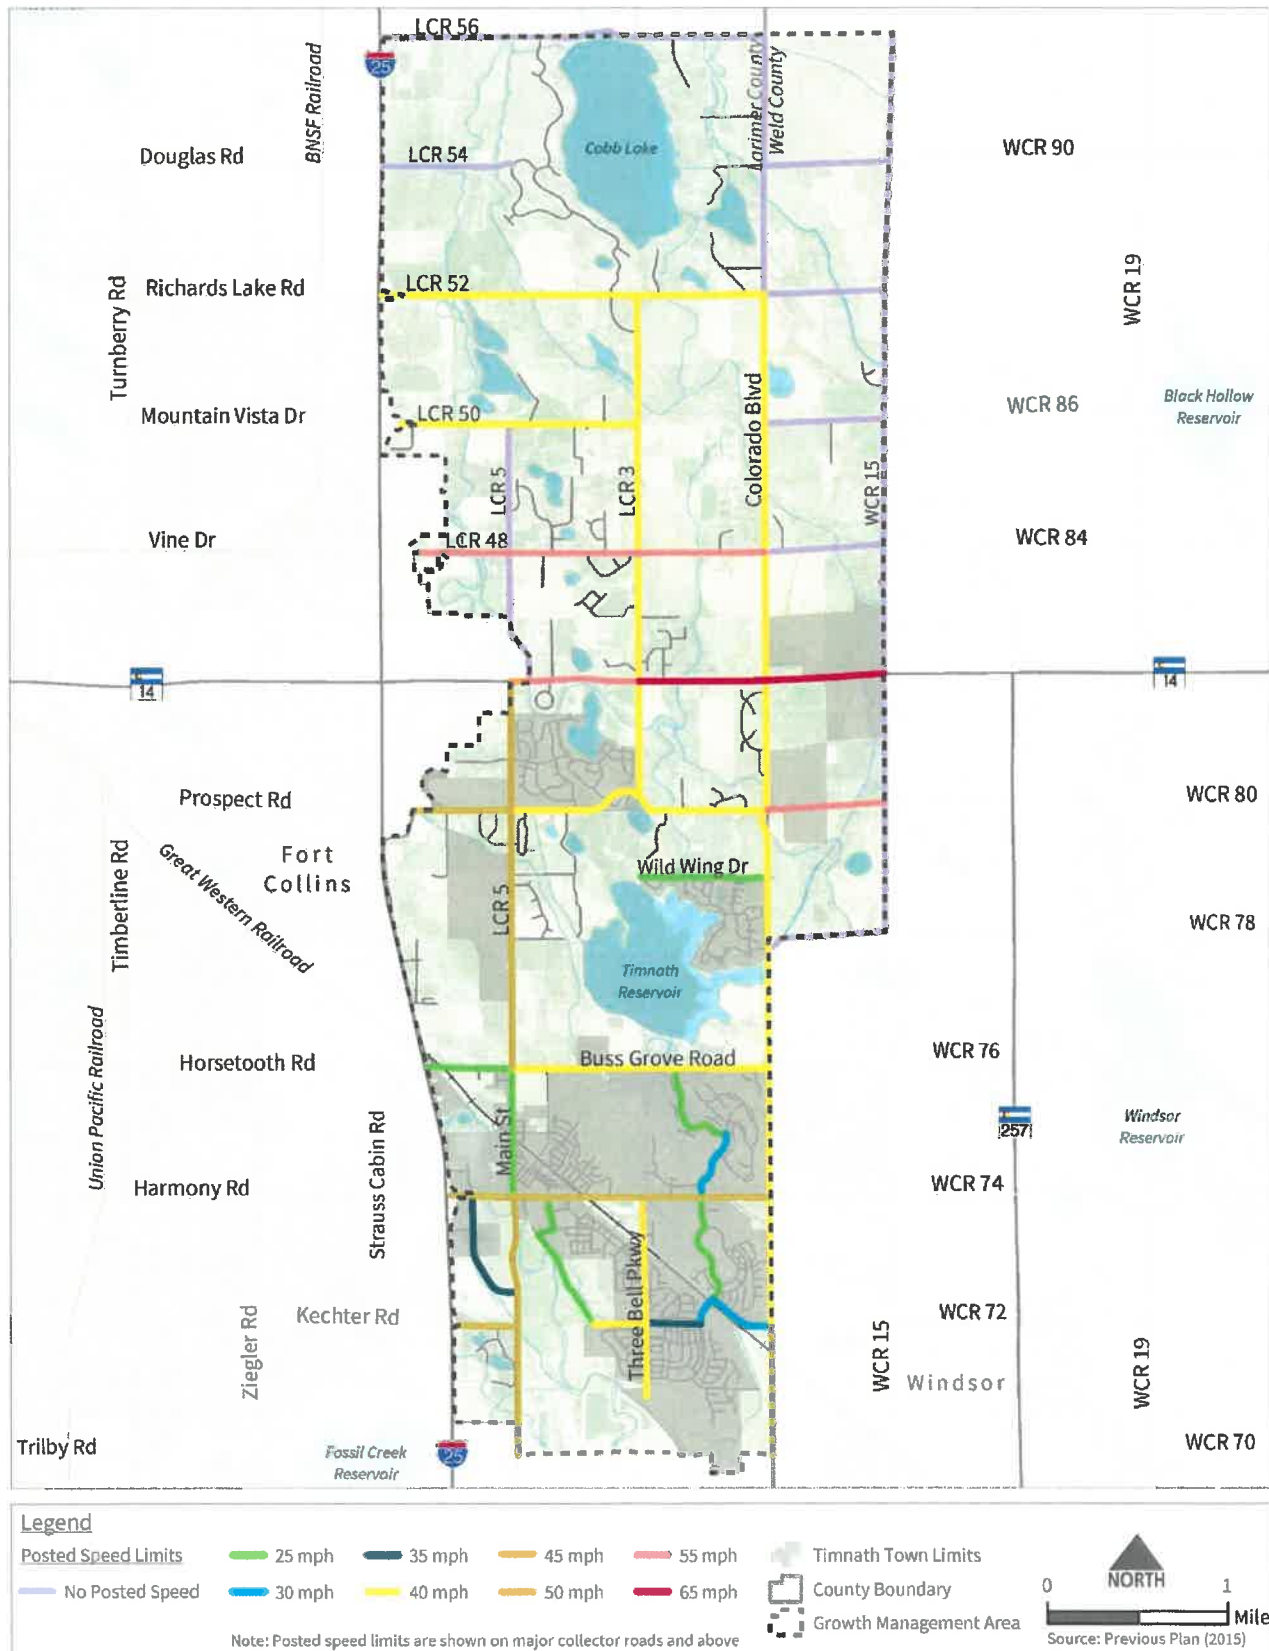 LCR 56
25
BNSF Railroad
Larimer County
Weld County
Cobb Lake
Douglas Rd
LCR 54
WCR 90
Turnberry Rd
Richards Lake Rd
LCR 52
WCR 19
Mountain Vista Dr
LCR 50
Colorado Blvd
WCR 86
Black Hollow
Reservoir
LCR 5
LCR 3
WCR 15
Vine Dr
LCR 48
WCR 84
14
14
Prospect Rd
WCR 80
Timberline Rd
Great Western Railroad
Fort
Collins
Wild Wing Dr
LCR 5
WCR 78
Timnath
Reservoir
Union Pacific Railroad
Horsetooth Rd
Buss Grove Road
WCR 76
Strauss Cabin Rd
Main St
257
Windsor
Reservoir
Harmony Rd
WCR 74
Ziegler Rd
Kechter Rd
Three Bell Pkwy
WCR 72
WCR 15
Windsor
WCR 19
Trilby Rd
Fossil Creek
Reservoir
25
WCR 70
Legend
Posted Speed Limits
25 mph
35 mph
45 mph
55 mph
Timnath Town Limits
No Posted Speed
30 mph
40 mph
50 mph
65 mph
County Boundary
Growth Management Area
NORTH
0 1
Mile
Note: Posted speed limits are shown on major collector roads and above
Source: Previous Plan (2015)